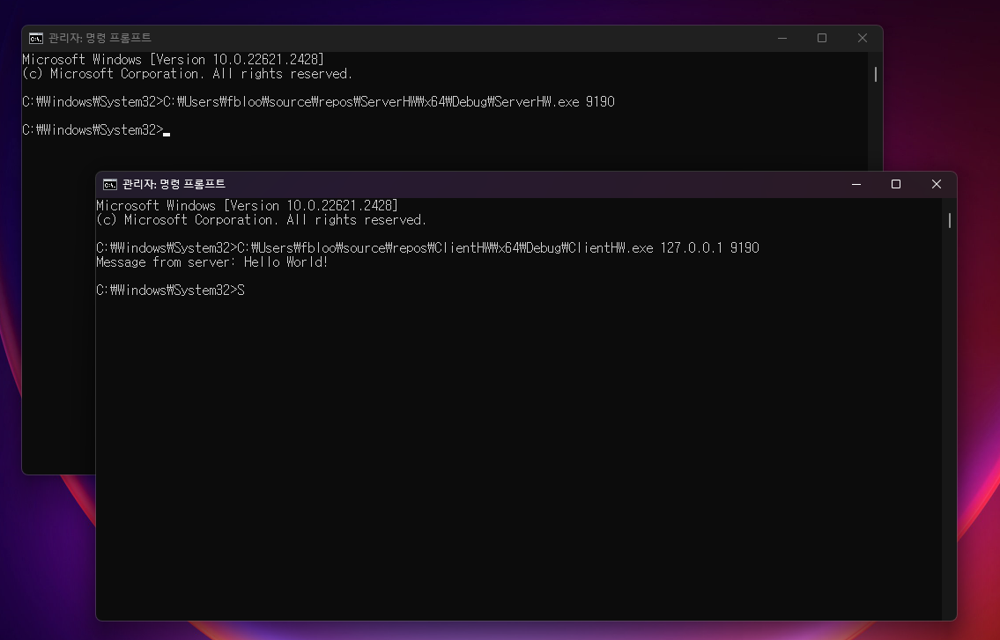 관리자: 명령 프롬프트
Microsoft Windows [Version 10.0.22621.2428]
(c) Microsoft Corporation. All rights reserved.
C:₩Windows₩System32>C:₩Users₩fbloo₩source₩repos₩ServerHW₩x64₩Debug₩ServerHW.exe 9190
C:₩Windows₩System32>
관리자: 명령 프롬프트
Microsoft Windows [Version 10.0.22621.2428]
(c) Microsoft Corporation. All rights reserved.
C:₩Windows₩System32>C:₩Users₩fbloo₩source₩repos₩ClientHW₩x64₩Debug₩ClientHW.exe 127.0.0.1 9190
Message from server: Hello World!
C:₩Windows₩System32>S